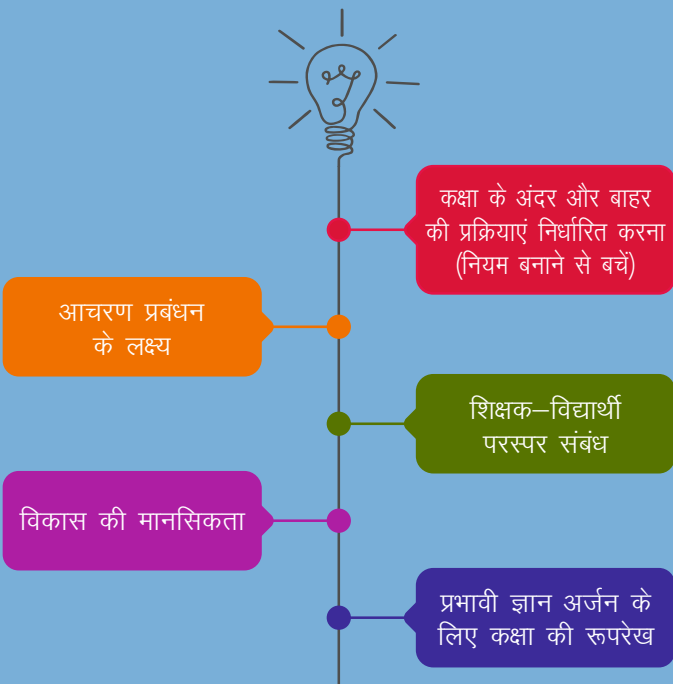 कक्षा के अंदर और बाहर
की प्रक्रियाएं निर्धारित करना
(नियम बनाने से बचें)
आचरण प्रबंधन
के लक्ष्य
शिक्षक–विद्यार्थी
परस्पर संबंध
विकास की मानसिकता
प्रभावी ज्ञान अर्जन के
लिए कक्षा की रूपरेख